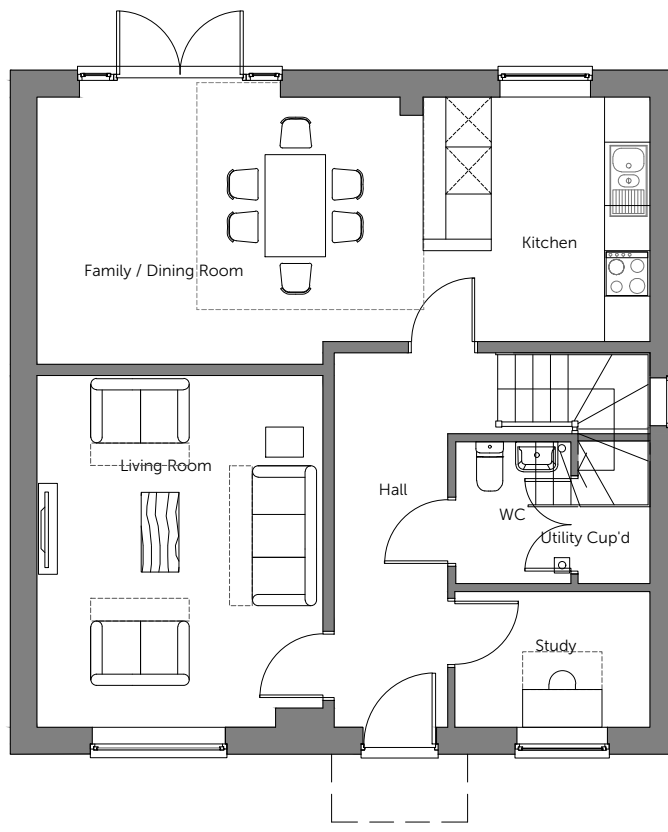 Kitchen
Family / Dining Room
Living Room
Hall
WC
Utility Cup'd
Study